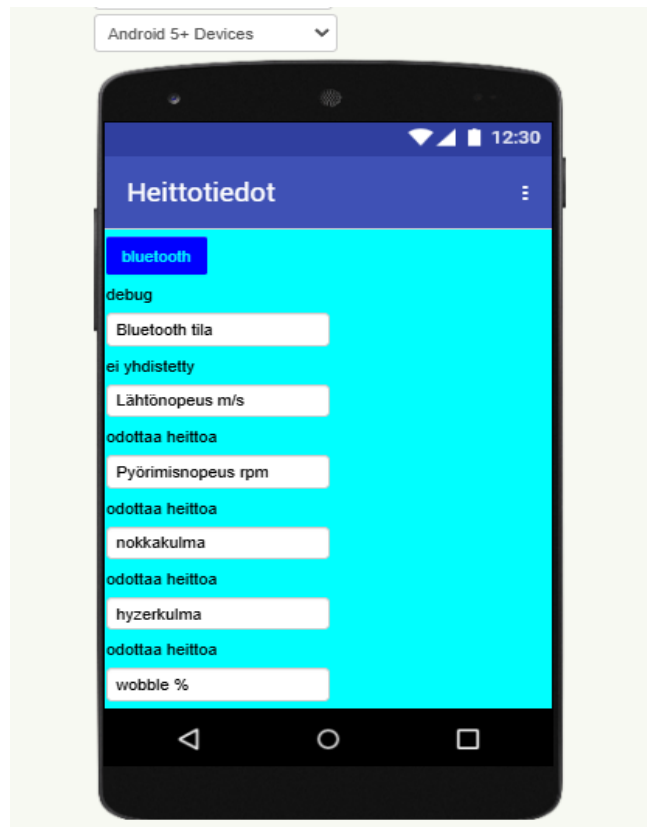 Android 5+ Devices
12:30
Heittotiedot
bluetooth
debug
Bluetooth tila
ei yhdistetty
Lähtönopeus m/s
odottaa heittoa
Pyörimisnopeus rpm
odottaa heittoa
nokkakulma
odottaa heittoa
hyzerkulma
odottaa heittoa
wobble %